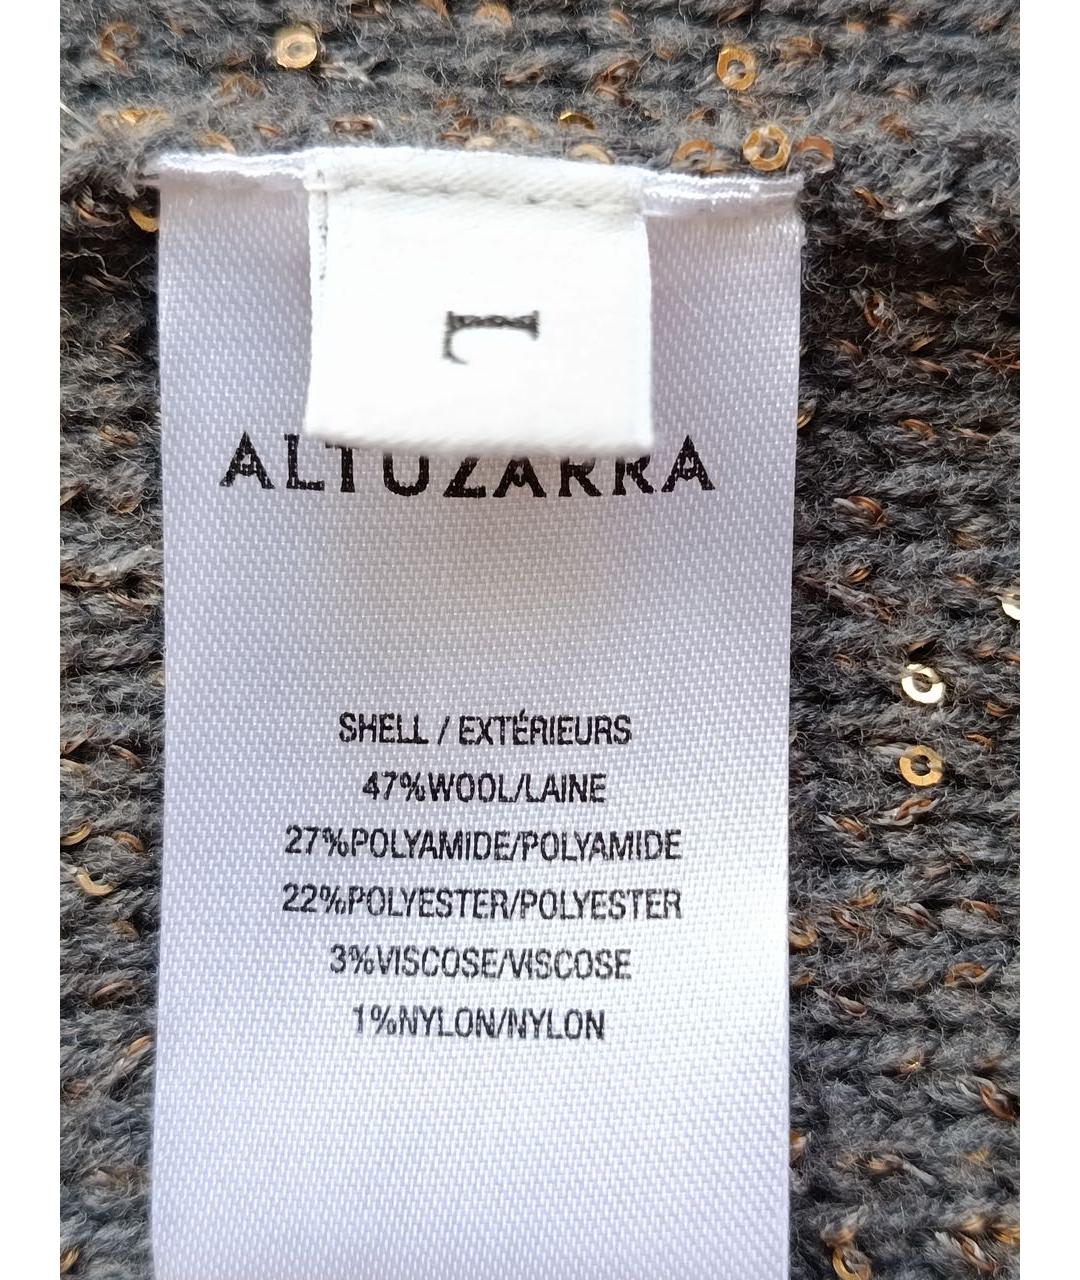 L
ALTUZARRA
SHELL / EXTÉRIEURS
47%WOOL/LAINE
27%POLYAMIDE/POLYAMIDE
22%POLYESTER/POLYESTER
3%VISCOSE/VISCOSE
1%NYLON/NYLON